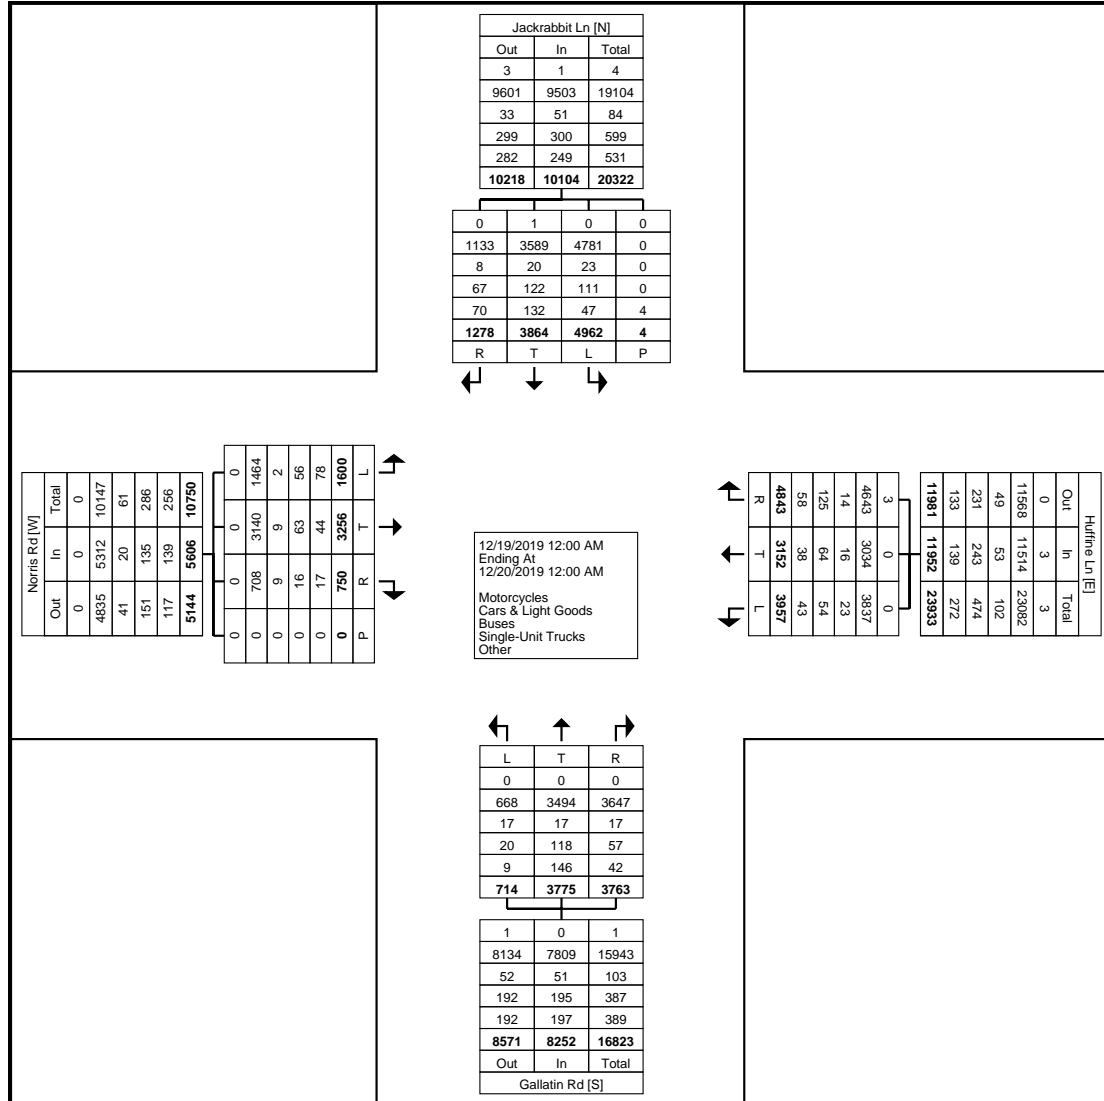 Jackrabbit Ln [N]
Out In Total
3 1 4
9601 9503 19104
33 51 84
299 300 599
282 249 531
10218 10104 20322
0 1 0 0
1133 3589 4781 0
8 20 23 0
67 122 111 0
70 132 47 4
1278 3864 4962 4
R T L P
Norris Rd [W]
Total In Out
0 0 0
10147 5312 4835
61 20 41
286 135 151
256 139 117
10750 5606 5144
0 0 0 0
1464 3140 708 0
2 9 9 0
56 63 16 0
78 44 17 0
1600 3256 750 0
L T R P
12/19/2019 12:00 AM
Ending At
12/20/2019 12:00 AM
Motorcycles
Cars & Light Goods
Buses
Single-Unit Trucks
Other
Huffine Ln [E]
Out In Total
0 3 3
11568 11514 23082
49 53 102
231 243 474
133 139 272
11981 11952 23933
3 0 0
4643 3034 3837
14 16 23
125 64 54
58 38 43
4843 3152 3957
R T L
L T R
0 0 0
668 3494 3647
17 17 17
20 118 57
9 146 42
714 3775 3763
1 0 1
8134 7809 15943
52 51 103
192 195 387
192 197 389
8571 8252 16823
Out In Total
Gallatin Rd [S]